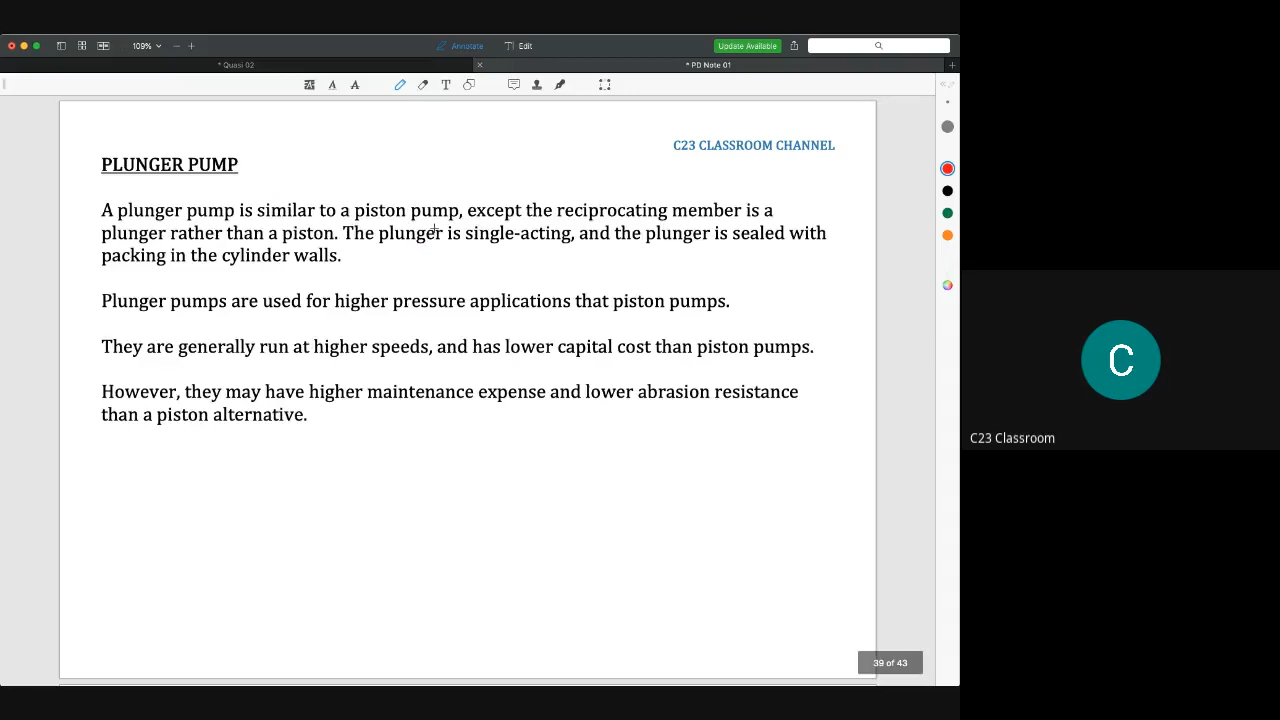 109%
Annotate
Edit
Update Available
* Quasi 02
* PD Note 01
C23 CLASSROOM CHANNEL
PLUNGER PUMP
A plunger pump is similar to a piston pump, except the reciprocating member is a
plunger rather than a piston. The plunger is single-acting, and the plunger is sealed with
packing in the cylinder walls.
Plunger pumps are used for higher pressure applications that piston pumps.
They are generally run at higher speeds, and has lower capital cost than piston pumps.
However, they may have higher maintenance expense and lower abrasion resistance
than a piston alternative.
39 of 43
C
C23 Classroom